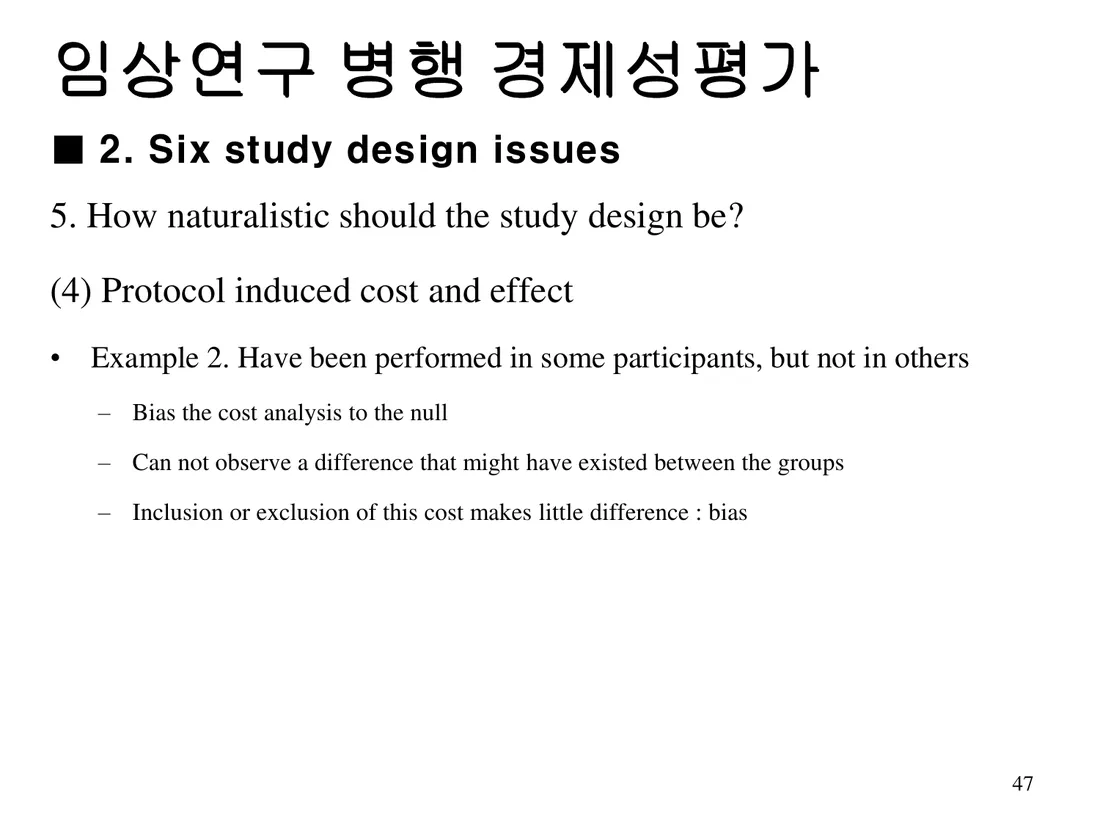 임상연구 병행 경제성평가
■ 2. Six study design issues
5. How naturalistic should the study design be?
(4) Protocol induced cost and effect
• Example 2. Have been performed in some participants, but not in others
– Bias the cost analysis to the null
– Can not observe a difference that might have existed between the groups
– Inclusion or exclusion of this cost makes little difference : bias
47